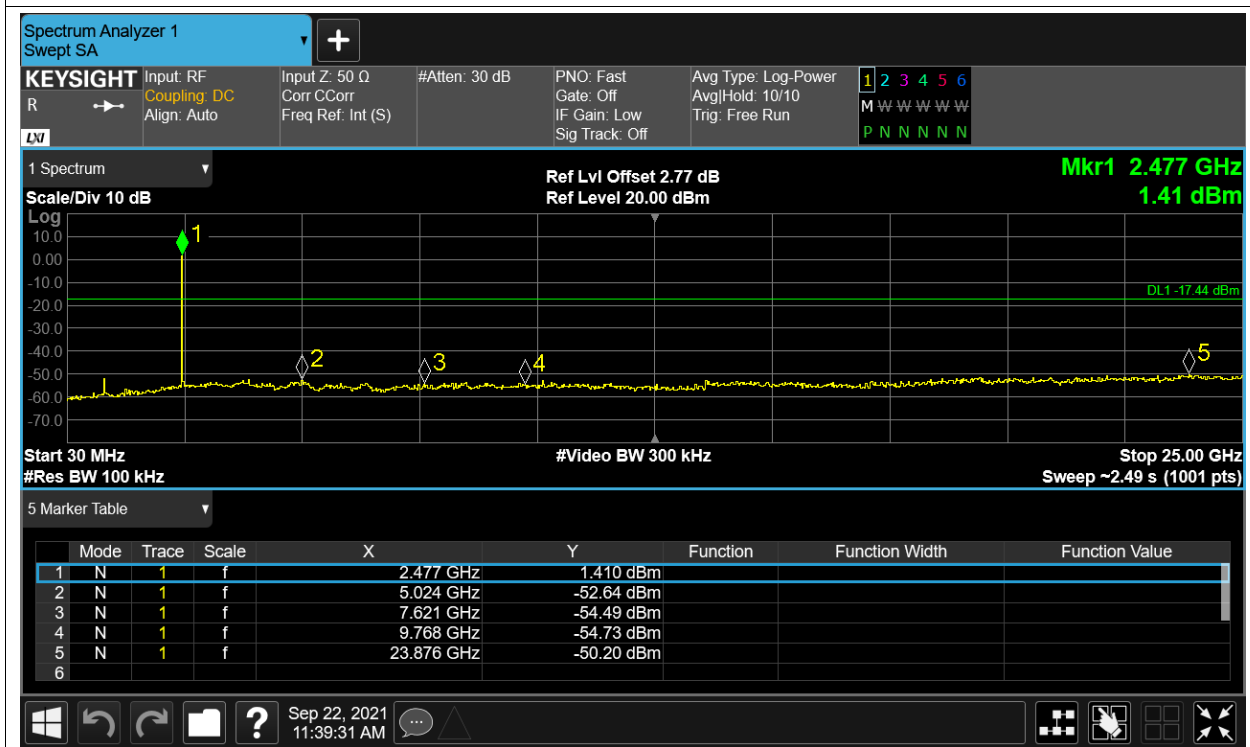 Spectrum Analyzer 1
Swept SA
+
KEYSIGHT Input: RF Input Z: 50 Ω #Atten: 30 dB PNO: Fast Avg Type: Log-Power 1 2 3 4 5 6
R Coupling: DC Corr CCorr Gate: Off Avg|Hold: 10/10 M W W W W W
Align: Auto Freq Ref: Int (S) IF Gain: Low Trig: Free Run
LXI Sig Track: Off P N N N N N
1 Spectrum Mkr1 2.477 GHz
Ref Lvl Offset 2.77 dB
Scale/Div 10 dB Ref Level 20.00 dBm 1.41 dBm
Log
10.0 1
0.00
-10.0
DL1 -17.44 dBm
-20.0
-30.0
-40.0 2 3 4 5
-50.0
-60.0
-70.0
Start 30 MHz #Video BW 300 kHz Stop 25.00 GHz
#Res BW 100 kHz Sweep ~2.49 s (1001 pts)
5 Marker Table
Mode Trace Scale X Y Function Function Width Function Value
1 N 1 f 2.477 GHz 1.410 dBm
2 N 1 f 5.024 GHz -52.64 dBm
3 N 1 f 7.621 GHz -54.49 dBm
4 N 1 f 9.768 GHz -54.73 dBm
5 N 1 f 23.876 GHz -50.20 dBm
6
? Sep 22, 2021
11:39:31 AM